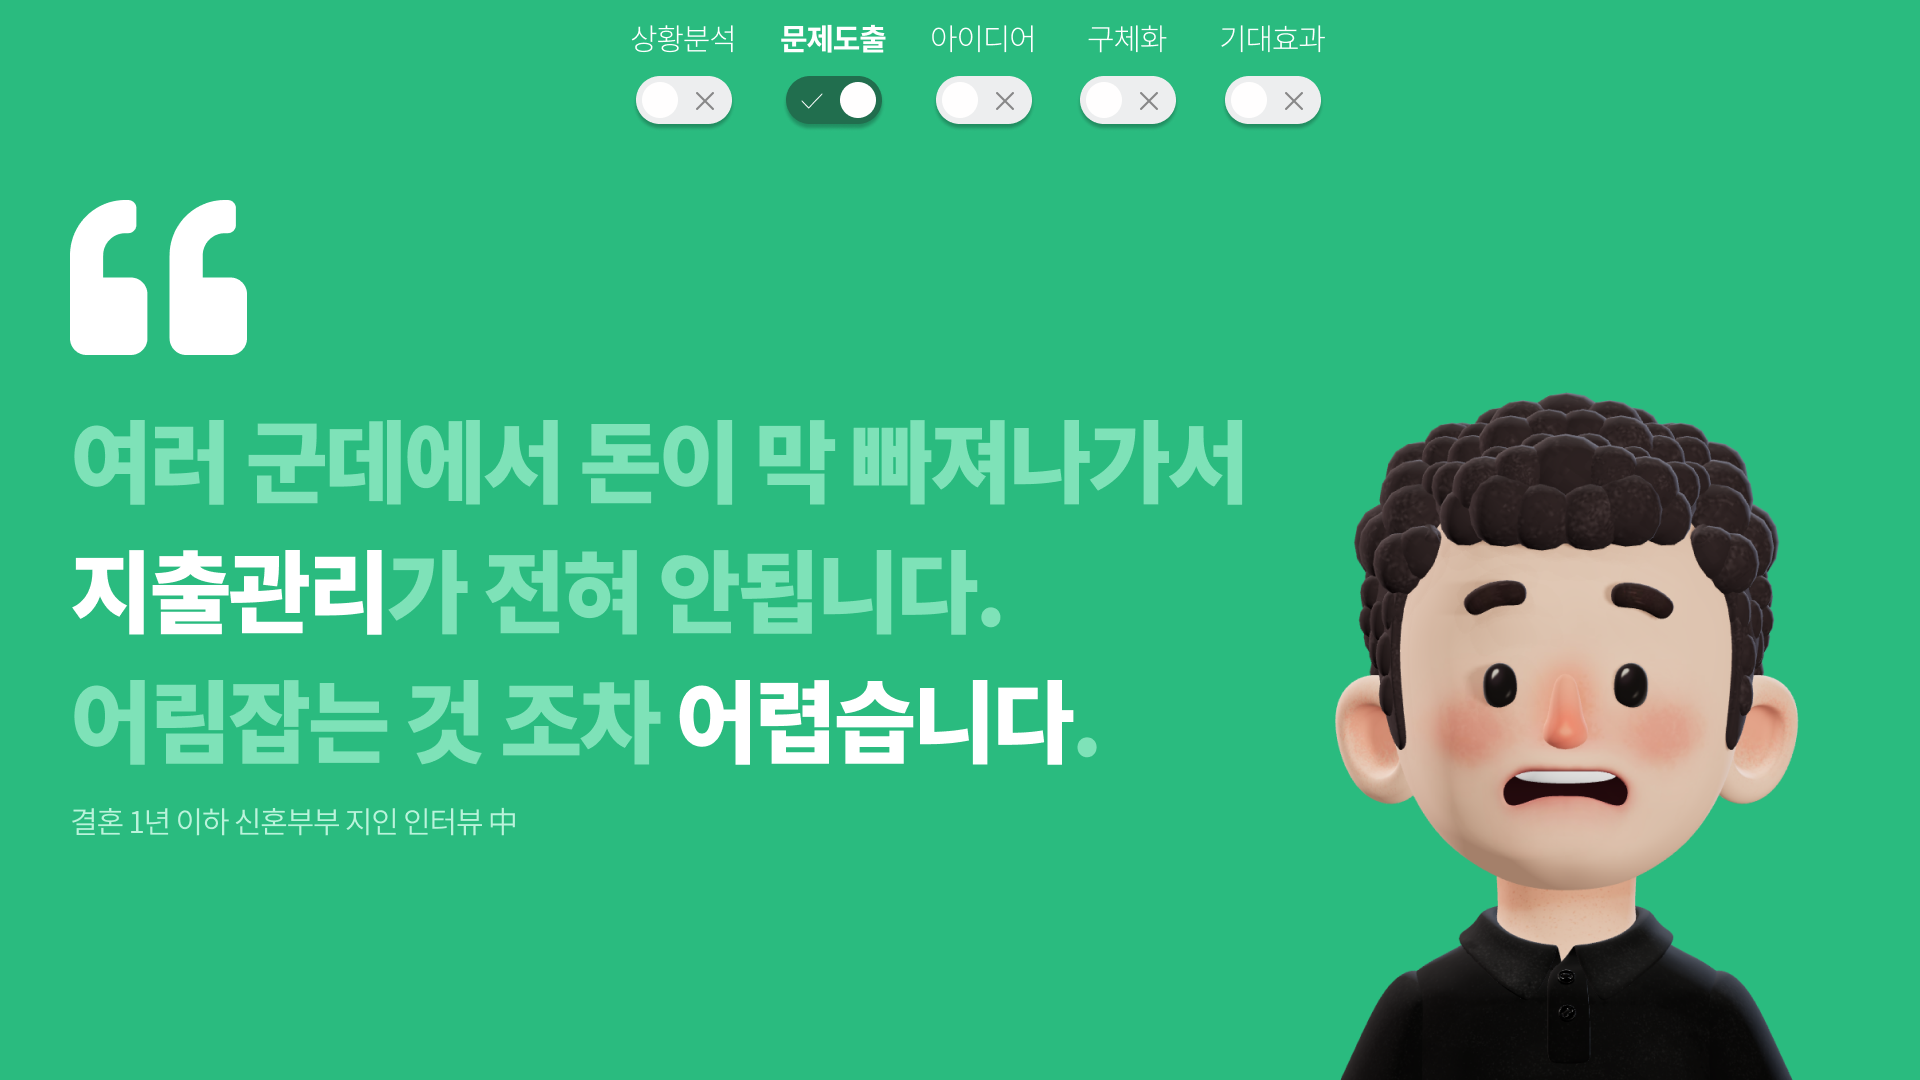 상황분석 문제도출 아이디어 구체화 기대효과
“
여러 군데에서 돈이 막 빠져나가서
지출관리가 전혀 안됩니다.
어림잡는 것 조차 어렵습니다.
결혼 1년 이하 신혼부부 지인 인터뷰 中